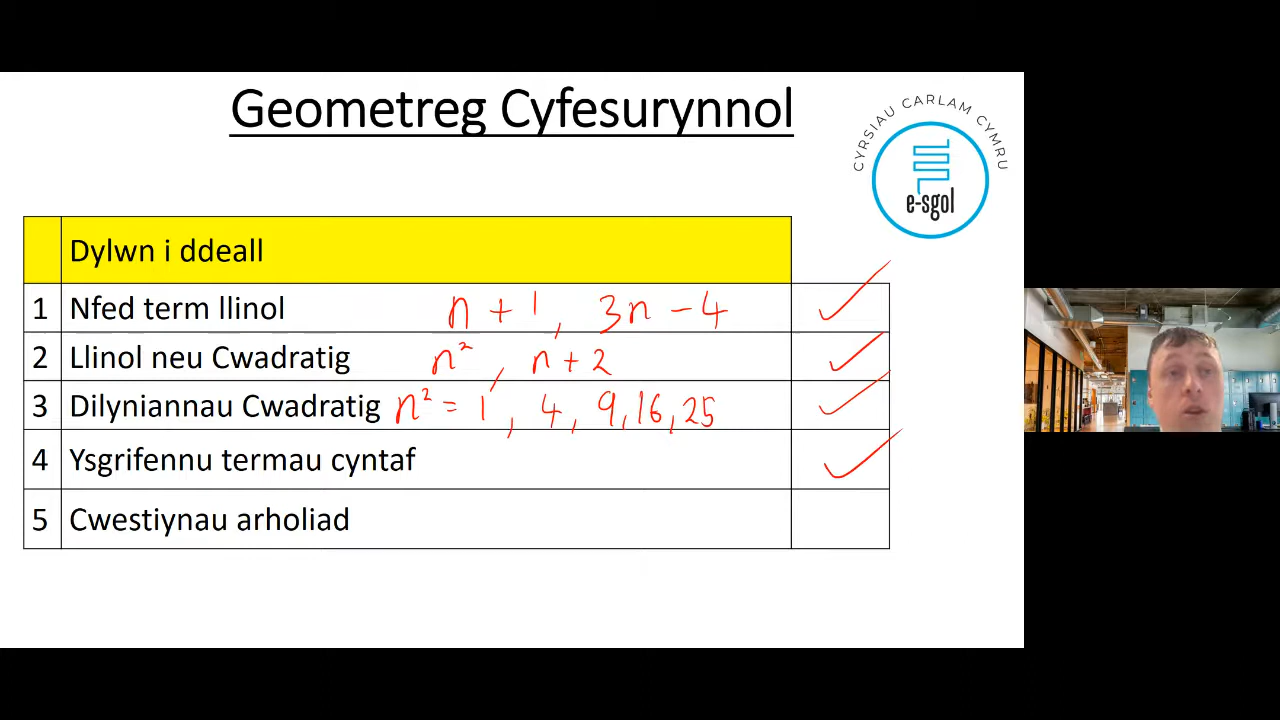 Geometreg Cyfesurynnol
CYRSIAU CARLAM CYMRU
e-sgol
Dylwn i ddeall
1 Nfed term llinol n + 1, 3n - 4
2 Llinol neu Cwadratig n², n + 2
3 Dilyniannau Cwadratig n² = 1, 4, 9, 16, 25
4 Ysgrifennu termau cyntaf
5 Cwestiynau arholiad